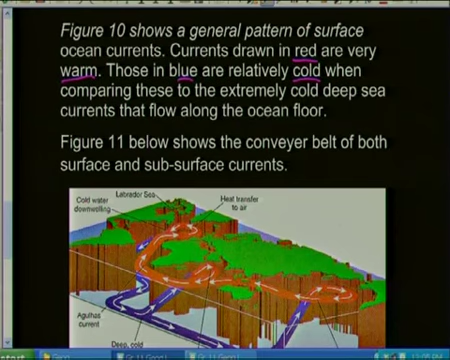 Figure 10 shows a general pattern of surface
ocean currents. Currents drawn in red are very
warm. Those in blue are relatively cold when
comparing these to the extremely cold deep sea
currents that flow along the ocean floor.
Figure 11 below shows the conveyer belt of both
surface and sub-surface currents.
Labrador Sea
Cold water
downwelling
Heat transfer
to air
Agulhas
current
Deep, cold
start